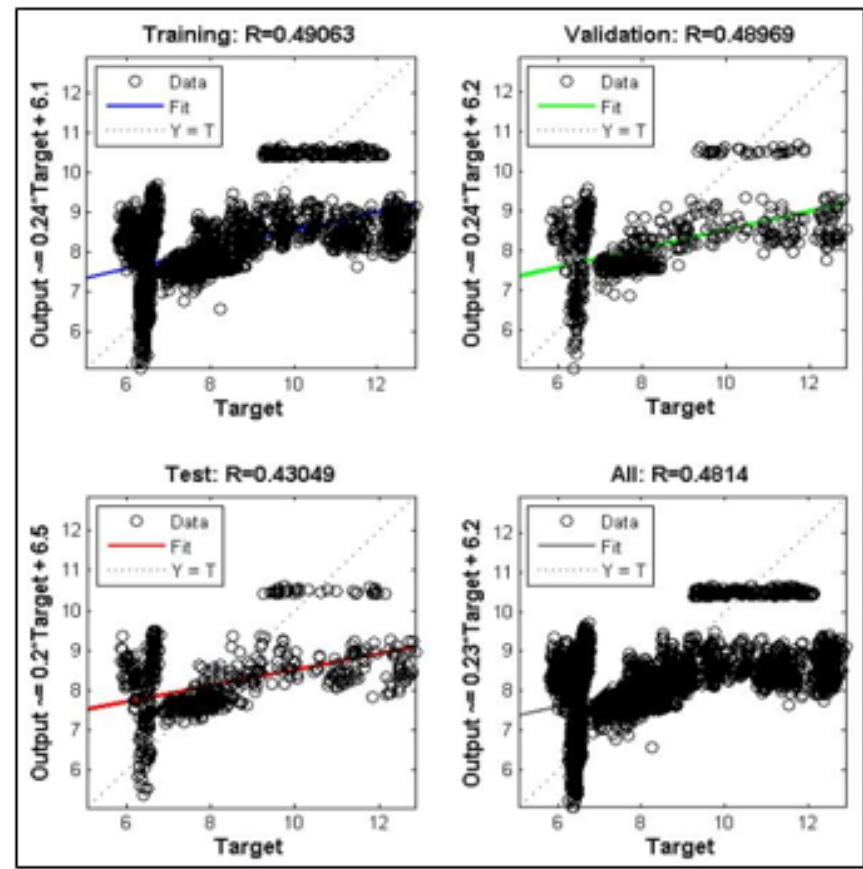 Training: R=0.49063
Data
Fit
Y = T
Output ~= 0.24*Target + 6.1
12
11
10
9
8
7
6
6
8
10
12
Target
Validation: R=0.48969
Data
Fit
Y = T
Output ~= 0.24*Target + 6.2
12
11
10
9
8
7
6
6
8
10
12
Target
Test: R=0.43049
Data
Fit
Y = T
Output ~= 0.2*Target + 6.5
12
11
10
9
8
7
6
6
8
10
12
Target
All: R=0.4814
Data
Fit
Y = T
Output ~= 0.23*Target + 6.2
12
11
10
9
8
7
6
6
8
10
12
Target